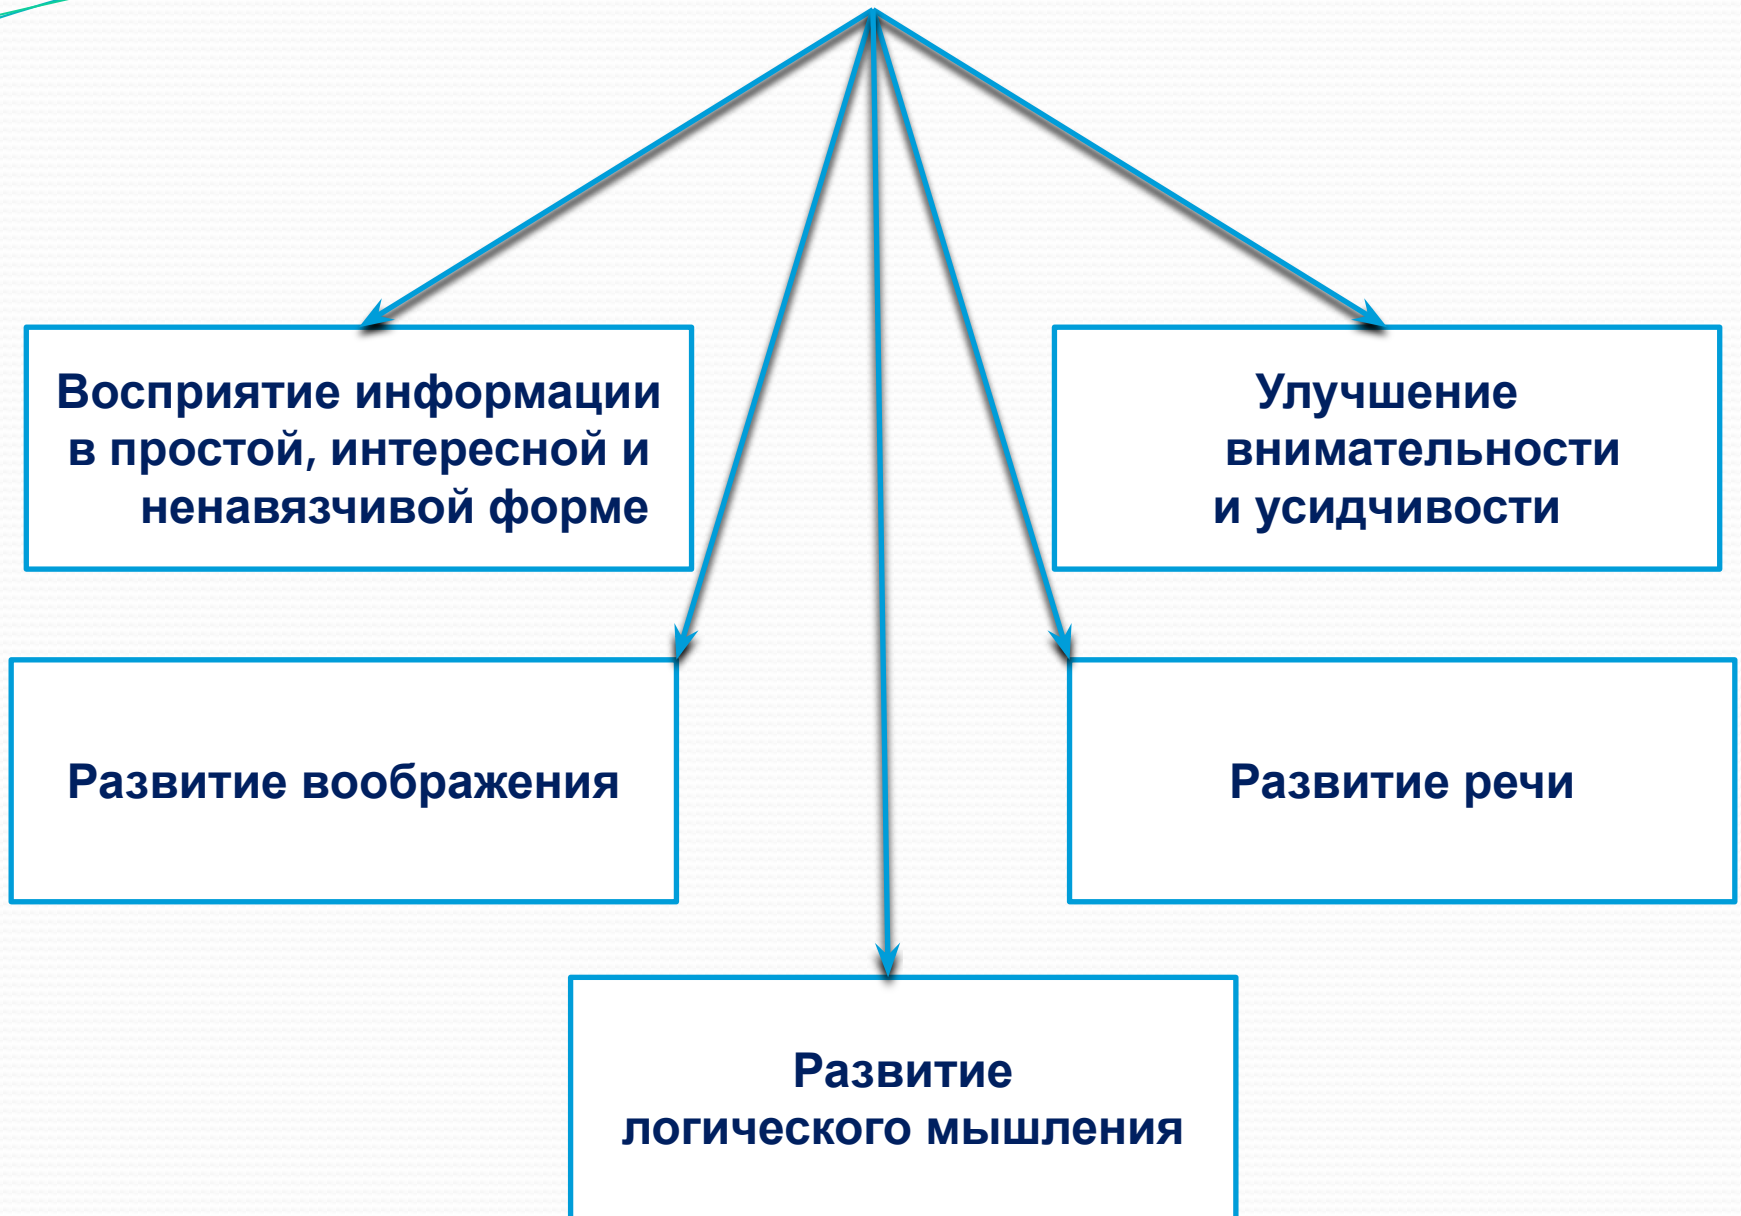 Восприятие информации
в простой, интересной и
ненавязчивой форме
Улучшение
внимательности
и усидчивости
Развитие воображения
Развитие речи
Развитие
логического мышления